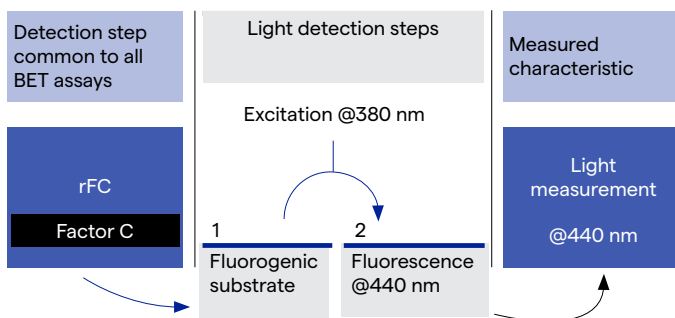 Detection step
common to all
BET assays
Light detection steps
Measured
characteristic
Excitation @380 nm
rFC
Factor C
1
Fluorogenic
substrate
2
Fluorescence
@440 nm
Light
measurement
@440 nm